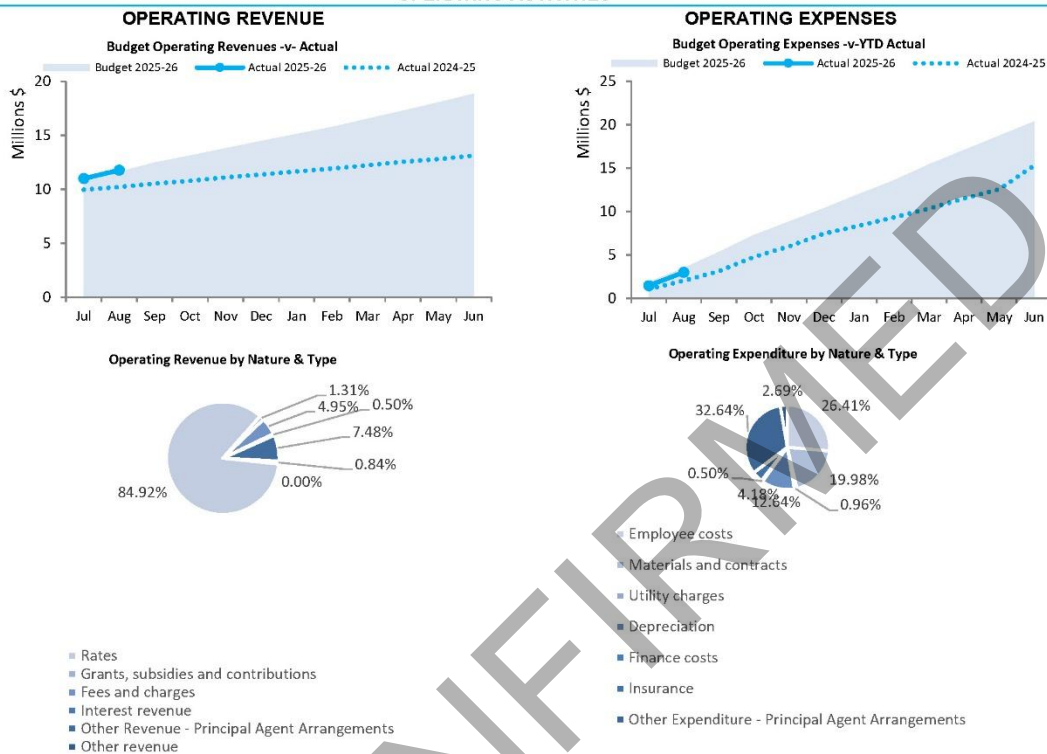 OPERATING REVENUE
Budget Operating Revenues -v- Actual
Budget 2025-26 Actual 2025-26 Actual 2024-25
Millions $
20
15
10
5
0
Jul Aug Sep Oct Nov Dec Jan Feb Mar Apr May Jun
Operating Revenue by Nature & Type
1.31%
4.95%
0.50%
7.48%
0.84%
0.00%
84.92%
Rates
Grants, subsidies and contributions
Fees and charges
Interest revenue
Other Revenue - Principal Agent Arrangements
Other revenue
OPERATING EXPENSES
Budget Operating Expenses -v-YTD Actual
Budget 2025-26 Actual 2025-26 Actual 2024-25
Millions $
25
20
15
10
5
0
Jul Aug Sep Oct Nov Dec Jan Feb Mar Apr May Jun
Operating Expenditure by Nature & Type
2.69%
32.64%
26.41%
0.50%
19.98%
4.18%
12.64%
0.96%
Employee costs
Materials and contracts
Utility charges
Depreciation
Finance costs
Insurance
Other Expenditure - Principal Agent Arrangements
NFIRMED